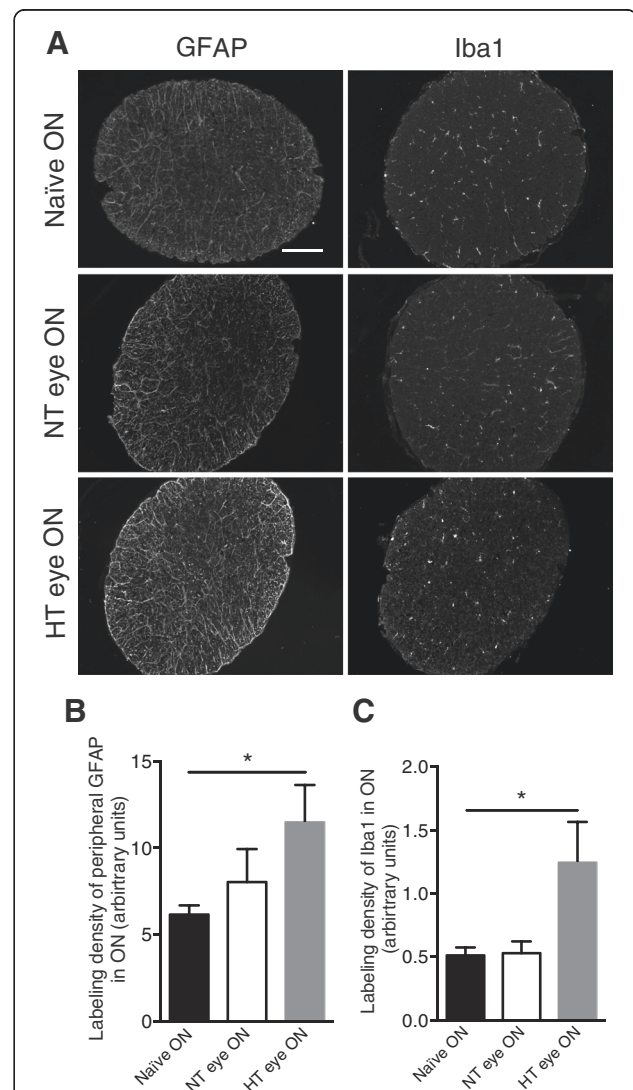 A
GFAP
Iba1
Naïve ON
NT eye ON
HT eye ON
B
Labeling density of peripheral GFAP
in ON (arbirtrary units)
15
10
5
0
*
Naïve ON
NT eye ON
HT eye ON
C
Labeling density of Iba1 in ON
(arbirtrary units)
2.0
1.5
1.0
0.5
0.0
*
Naïve ON
NT eye ON
HT eye ON